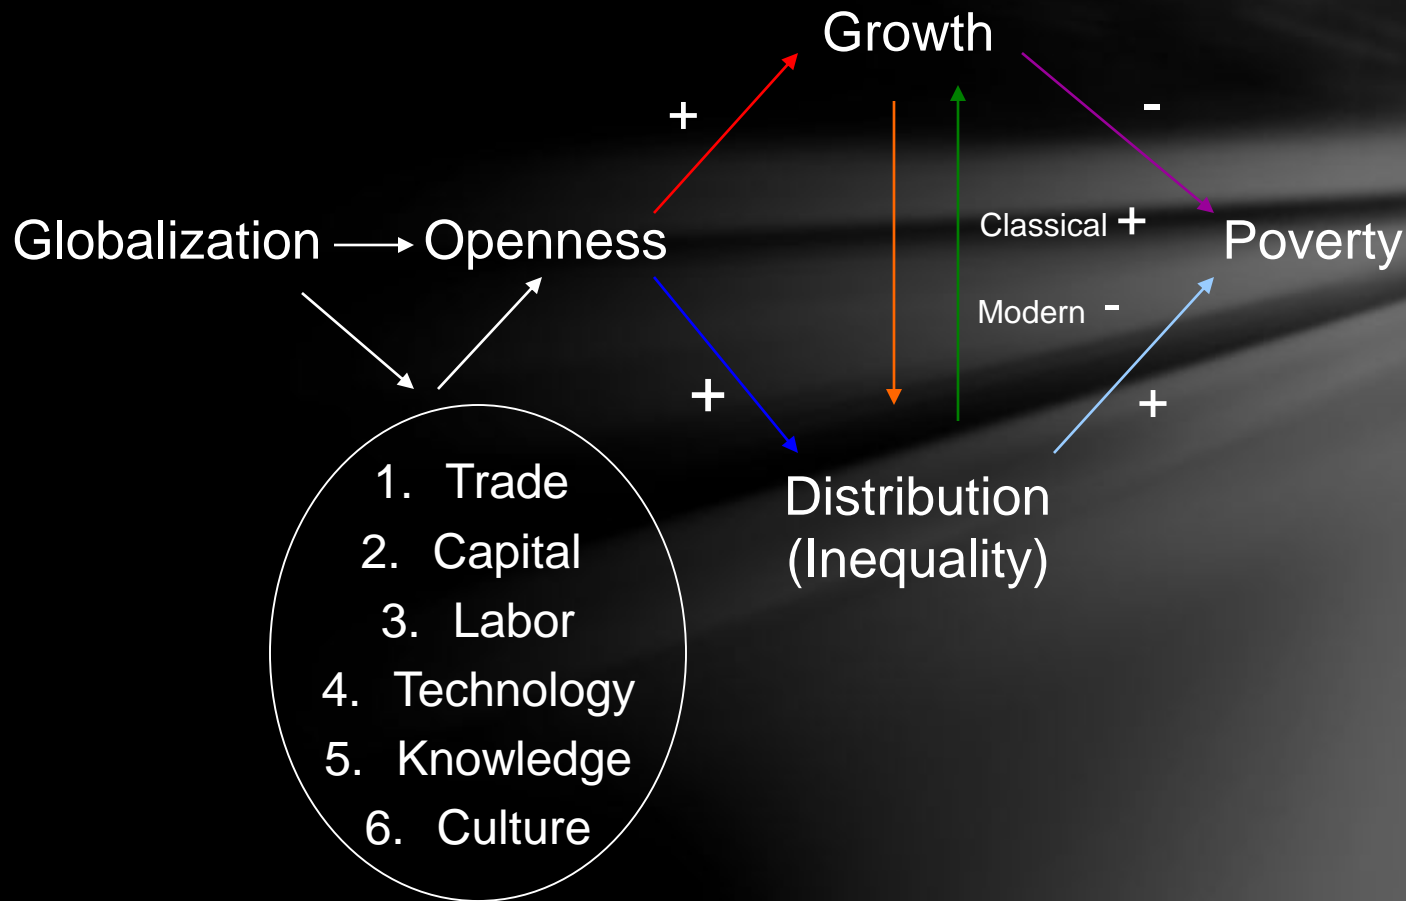 Growth
+
-
Classical +
Globalization
Openness
Poverty
Modern -
+
+
1. Trade
Distribution
(Inequality)
2. Capital
3. Labor
4. Technology
5. Knowledge
6. Culture